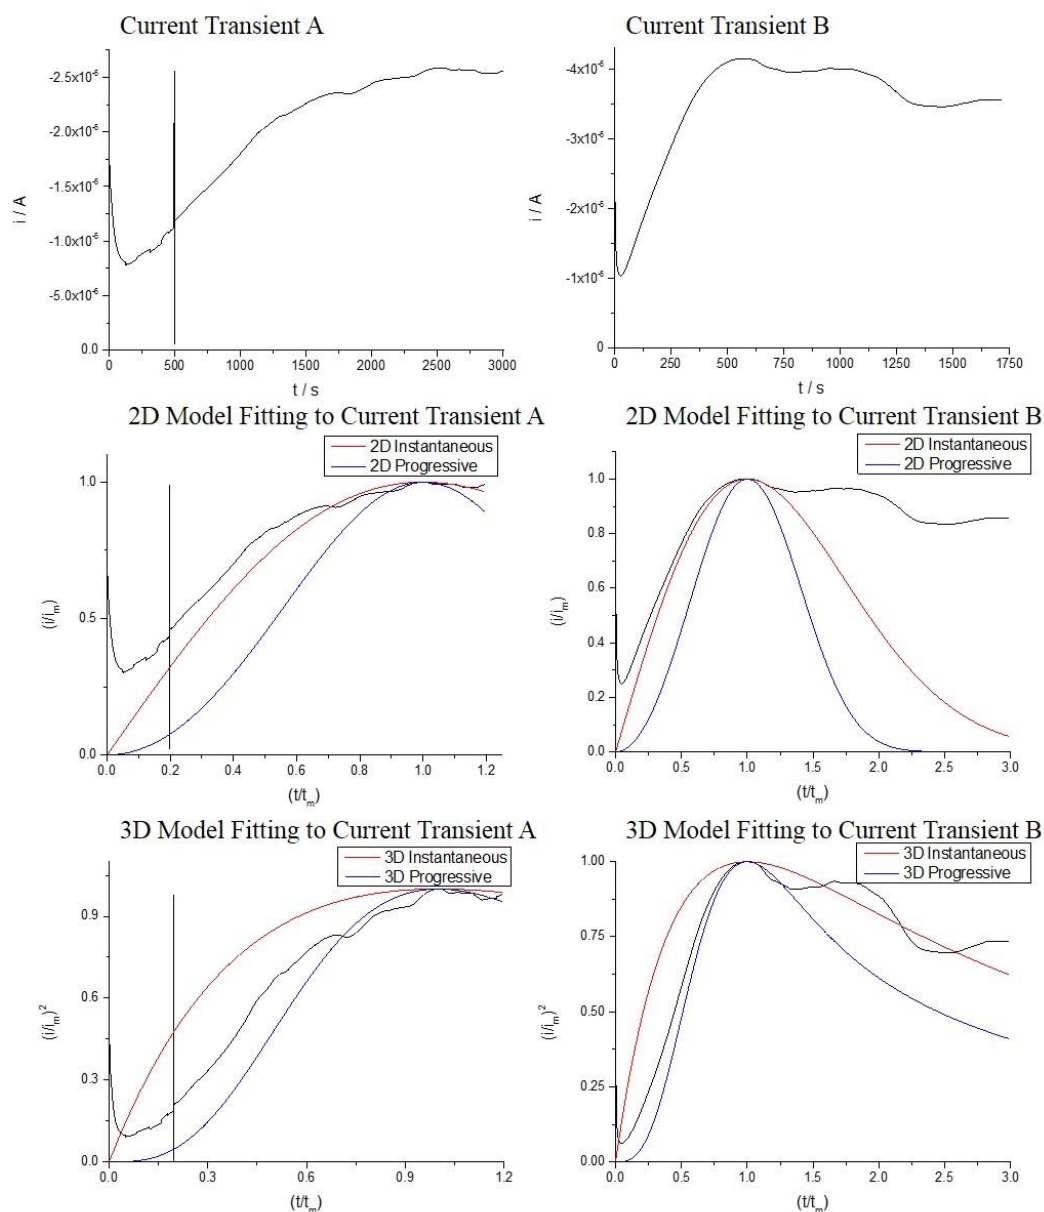 Current Transient A
-2.5x10⁻⁶
-2.0x10⁻⁶
-1.5x10⁻⁶
-1.0x10⁻⁶
-5.0x10⁻⁶
0.0
i / A
0 500 1000 1500 2000 2500 3000
t / s
Current Transient B
-4x10⁻⁶
-3x10⁻⁶
-2x10⁻⁶
-1x10⁻⁶
0
i / A
0 250 500 750 1000 1250 1500 1750
t / s
2D Model Fitting to Current Transient A
2D Instantaneous
2D Progressive
1.0
0.5
0.0
(i/iₘ)
0.0 0.2 0.4 0.6 0.8 1.0 1.2
(t/tₘ)
2D Model Fitting to Current Transient B
2D Instantaneous
2D Progressive
1.0
0.8
0.6
0.4
0.2
0.0
(i/iₘ)
0.0 0.5 1.0 1.5 2.0 2.5 3.0
(t/tₘ)
3D Model Fitting to Current Transient A
3D Instantaneous
3D Progressive
0.9
0.6
0.3
0.0
(i/iₘ)²
0.0 0.3 0.6 0.9 1.2
(t/tₘ)
3D Model Fitting to Current Transient B
3D Instantaneous
3D Progressive
1.00
0.75
0.50
0.25
0.00
(i/iₘ)²
0.0 0.5 1.0 1.5 2.0 2.5 3.0
(t/tₘ)